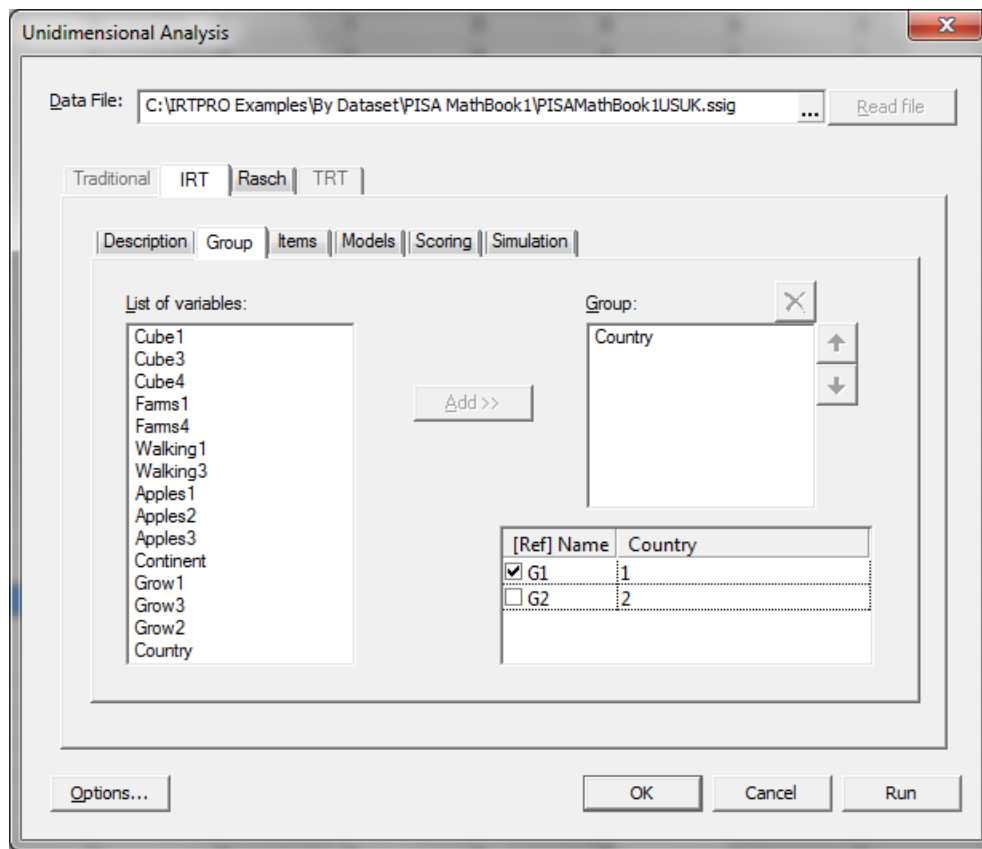 Unidimensional Analysis
Data File: C:\IRTPRO Examples\By Dataset\PISA MathBook1\PISAMathBook1USUK.ssig ... Read file
Traditional IRT Rasch TRT
Description Group Items Models Scoring Simulation
List of variables:
Cube1
Cube3
Cube4
Farms1
Farms4
Walking1
Walking3
Apples1
Apples2
Apples3
Continent
Grow1
Grow3
Grow2
Country
Add >>
Group:
Country
[Ref] Name Country
G1 1
G2 2
Options... OK Cancel Run